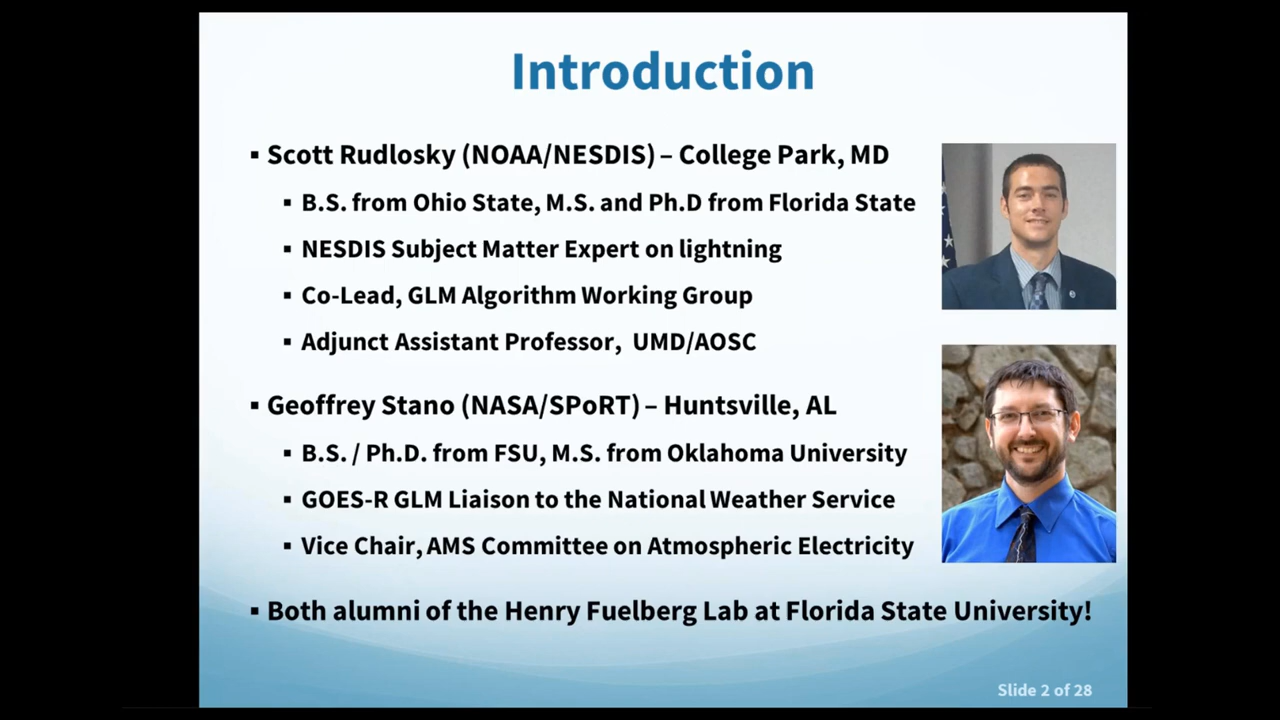 Introduction
▪ Scott Rudlosky (NOAA/NESDIS) – College Park, MD
▪ B.S. from Ohio State, M.S. and Ph.D from Florida State
▪ NESDIS Subject Matter Expert on lightning
▪ Co-Lead, GLM Algorithm Working Group
▪ Adjunct Assistant Professor, UMD/AOSC
▪ Geoffrey Stano (NASA/SPoRT) – Huntsville, AL
▪ B.S. / Ph.D. from FSU, M.S. from Oklahoma University
▪ GOES-R GLM Liaison to the National Weather Service
▪ Vice Chair, AMS Committee on Atmospheric Electricity
▪ Both alumni of the Henry Fuelberg Lab at Florida State University!
Slide 2 of 28